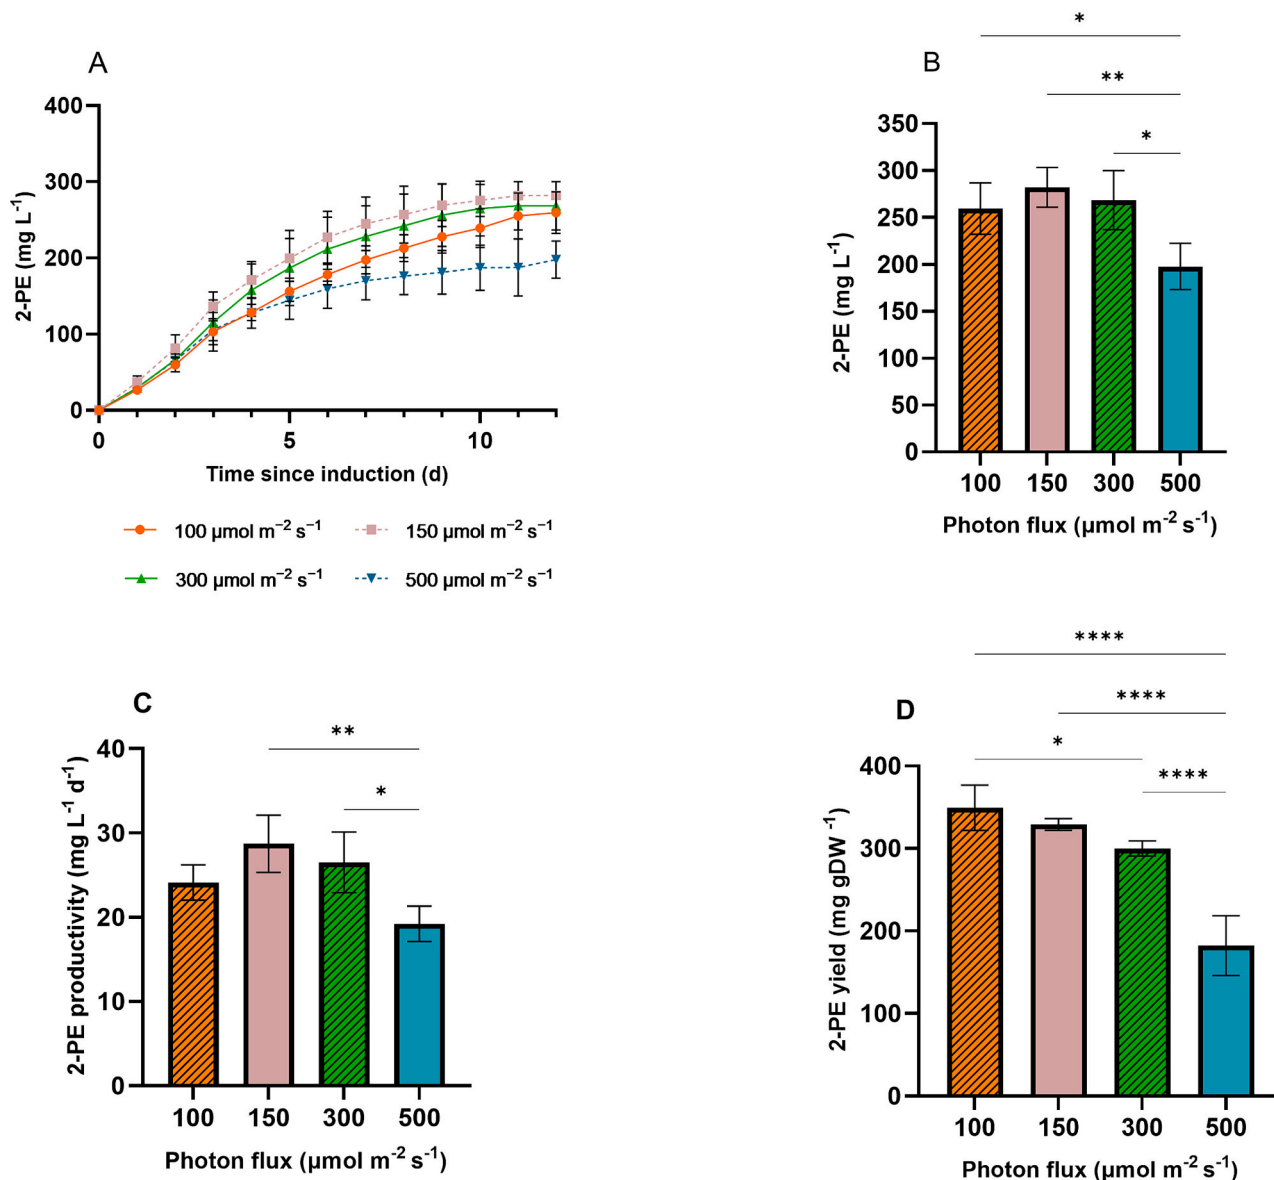 A
400
300
200
100
0
2-PE (mg L⁻¹)
0 5 10
Time since induction (d)
100 µmol m⁻² s⁻¹ 150 µmol m⁻² s⁻¹
300 µmol m⁻² s⁻¹ 500 µmol m⁻² s⁻¹
B
*
**
*
350
300
250
200
150
100
50
0
2-PE (mg L⁻¹)
100 150 300 500
Photon flux (µmol m⁻² s⁻¹)
C
**
*
40
30
20
10
0
2-PE productivity (mg L⁻¹ d⁻¹)
100 150 300 500
Photon flux (µmol m⁻² s⁻¹)
D
****
****
*
****
400
300
200
100
0
2-PE yield (mg gDW ⁻¹)
100 150 300 500
Photon flux (µmol m⁻² s⁻¹)